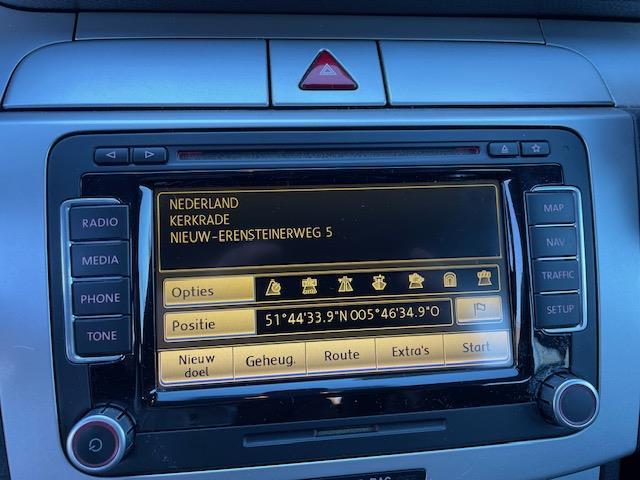 NEDERLAND
KERKRADE
NIEUW-ERENSTEINERWEG 5
RADIO
MEDIA
PHONE
TONE
MAP
NAV
TRAFFIC
SETUP
Opties
Positie 51°44'33.9"N 005°46'34.9"O
Nieuw doel Geheug. Route Extra's Start